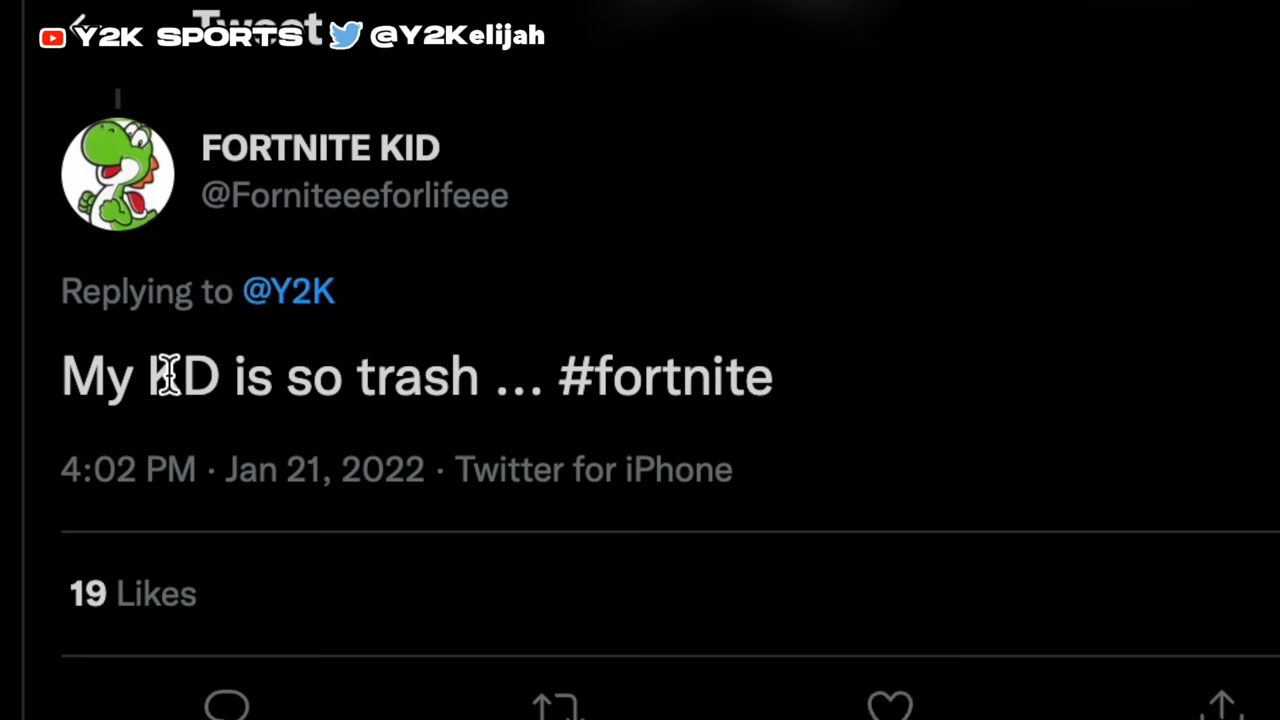 Tweet
Y2K SPORTS @Y2Kelijah
FORTNITE KID
@Forniteeeforlifeee
Replying to @Y2K
My KD is so trash ... #fortnite
4:02 PM · Jan 21, 2022 · Twitter for iPhone
19 Likes